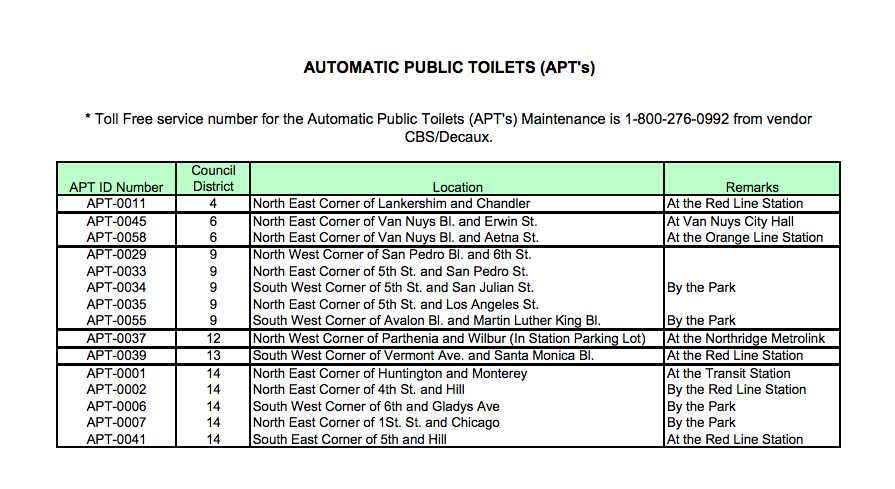 AUTOMATIC PUBLIC TOILETS (APT's)
* Toll Free service number for the Automatic Public Toilets (APT's) Maintenance is 1-800-276-0992 from vendor
CBS/Decaux.
APT ID Number Council District Location Remarks
APT-0011 4 North East Corner of Lankershim and Chandler At the Red Line Station
APT-0045 6 North East Corner of Van Nuys Bl. and Erwin St. At Van Nuys City Hall
APT-0058 6 North East Corner of Van Nuys Bl. and Aetna St. At the Orange Line Station
APT-0029 9 North West Corner of San Pedro Bl. and 6th St.
APT-0033 9 North East Corner of 5th St. and San Pedro St.
APT-0034 9 South West Corner of 5th St. and San Julian St. By the Park
APT-0035 9 North East Corner of 5th St. and Los Angeles St.
APT-0055 9 South West Corner of Avalon Bl. and Martin Luther King Bl. By the Park
APT-0037 12 North West Corner of Parthenia and Wilbur (In Station Parking Lot) At the Northridge Metrolink
APT-0039 13 South West Corner of Vermont Ave. and Santa Monica Bl. At the Red Line Station
APT-0001 14 North East Corner of Huntington and Monterey At the Transit Station
APT-0002 14 North East Corner of 4th St. and Hill By the Red Line Station
APT-0006 14 South West Corner of 6th and Gladys Ave By the Park
APT-0007 14 North East Corner of 1St. St. and Chicago By the Park
APT-0041 14 South East Corner of 5th and Hill At the Red Line Station